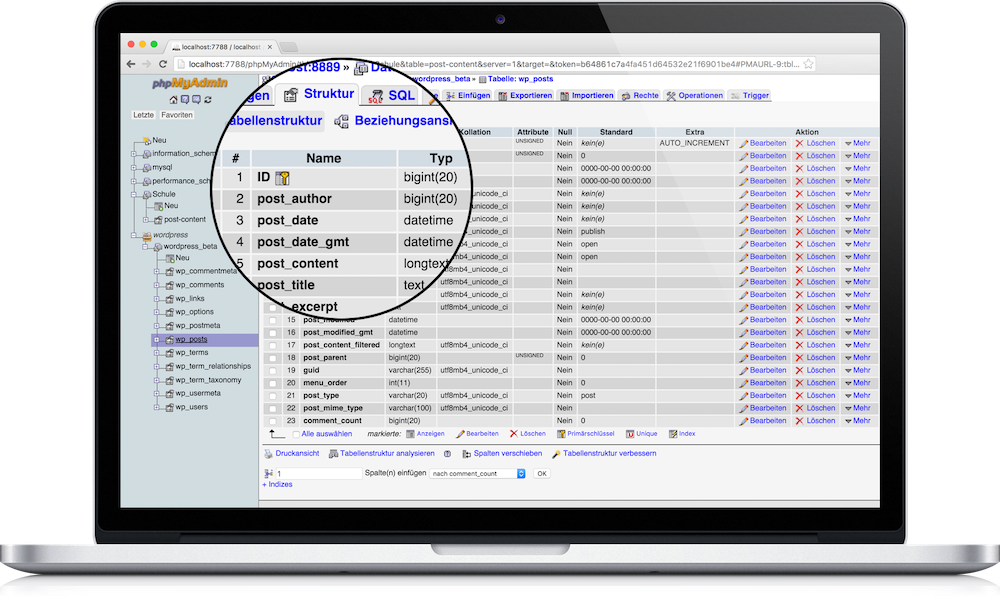 localhost:7788 / localhost
localhost:7788/phpMyAdmin
ule&table=post-content&server=1&target=&token=b64861c7a4fa451d64532e21f6901be4#PMAURL-9:tbl...
phpMyAdmin
Letzte Favoriten
Neu
information_schem
mysql
performance_sch
Schule
Neu
post-content
wordpress
wordpress_beta
Neu
wp_commentmeta
wp_comments
wp_links
wp_options
wp_postmeta
wp_posts
wp_terms
wp_term_relationships
wp_term_taxonomy
wp_usermeta
wp_users
ost:8889 »
wordpress_beta » Tabelle: wp_posts
Struktur SQL
Einfügen Exportieren Importieren Rechte Operationen Trigger
abellenstruktur Beziehungsansi
# Name Typ
1 ID bigint(20)
2 post_author bigint(20)
3 post_date datetime
4 post_date_gmt datetime
5 post_content longtext
post_title text
_excerpt
Kollation Attribute Null Standard Extra Aktion
UNSIGNED Nein kein(e) AUTO_INCREMENT Bearbeiten Löschen Mehr
UNSIGNED Nein 0 Bearbeiten Löschen Mehr
Nein 0000-00-00 00:00:00 Bearbeiten Löschen Mehr
Nein 0000-00-00 00:00:00 Bearbeiten Löschen Mehr
utf8mb4_unicode_ci Nein kein(e) Bearbeiten Löschen Mehr
utf8mb4_unicode_ci Nein kein(e) Bearbeiten Löschen Mehr
utf8mb4_unicode_ci Nein kein(e) Bearbeiten Löschen Mehr
utf8mb4_unicode_ci Nein publish Bearbeiten Löschen Mehr
utf8mb4_unicode_ci Nein open Bearbeiten Löschen Mehr
utf8mb4_unicode_ci Nein open Bearbeiten Löschen Mehr
utf8mb4_unicode_ci Nein Bearbeiten Löschen Mehr
utf8mb4_unicode_ci Nein Bearbeiten Löschen Mehr
utf8mb4_unicode_ci Nein kein(e) Bearbeiten Löschen Mehr
utf8mb4_unicode_ci Nein kein(e) Bearbeiten Löschen Mehr
15 post_modified datetime Nein 0000-00-00 00:00:00 Bearbeiten Löschen Mehr
16 post_modified_gmt datetime Nein 0000-00-00 00:00:00 Bearbeiten Löschen Mehr
17 post_content_filtered longtext utf8mb4_unicode_ci Nein kein(e) Bearbeiten Löschen Mehr
18 post_parent bigint(20) UNSIGNED Nein 0 Bearbeiten Löschen Mehr
19 guid varchar(255) utf8mb4_unicode_ci Nein Bearbeiten Löschen Mehr
20 menu_order int(11) Nein 0 Bearbeiten Löschen Mehr
21 post_type varchar(20) utf8mb4_unicode_ci Nein post Bearbeiten Löschen Mehr
22 post_mime_type varchar(100) utf8mb4_unicode_ci Nein Bearbeiten Löschen Mehr
23 comment_count bigint(20) Nein 0 Bearbeiten Löschen Mehr
Alle auswählen markierte: Anzeigen Bearbeiten Löschen Primärschlüssel Unique Index
Druckansicht Tabellenstruktur analysieren Spalten verschieben Tabellenstruktur verbessern
1 Spalte(n) einfügen nach comment_count OK
+ Indizes